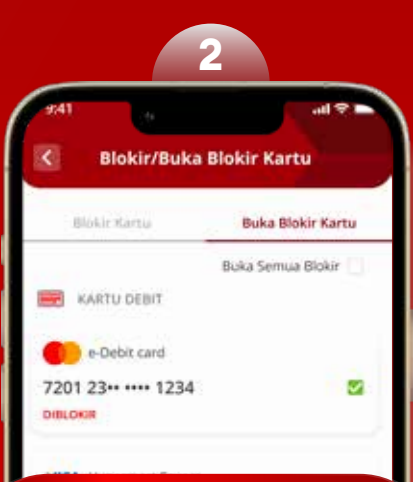 2
9:41
Blokir/Buka Blokir Kartu
Blokir Kartu
Buka Blokir Kartu
Buka Semua Blokir
KARTU DEBIT
e-Debit card
7201 23•• •••• 1234
DIBLOKIR